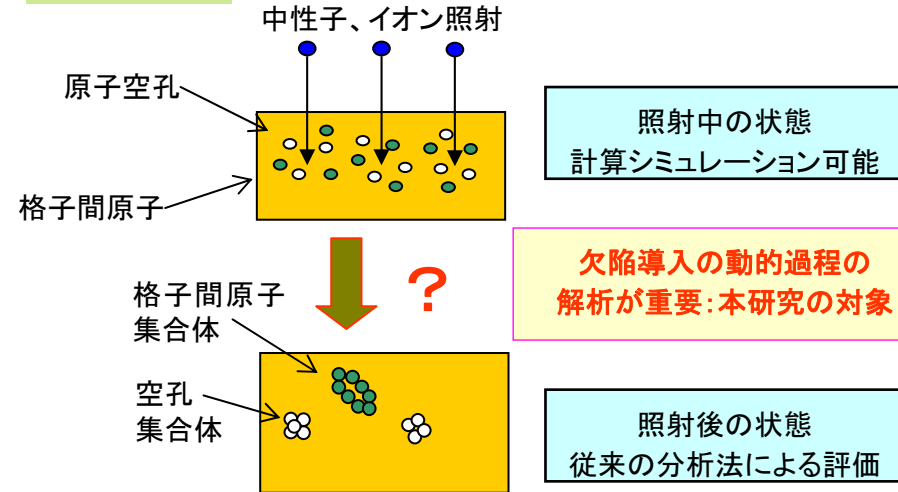 中性子、イオン照射
原子空孔
照射中の状態
計算シミュレーション可能
格子間原子
欠陥導入の動的過程の
解析が重要:本研究の対象
?
格子間原子
集合体
空孔
集合体
照射後の状態
従来の分析法による評価